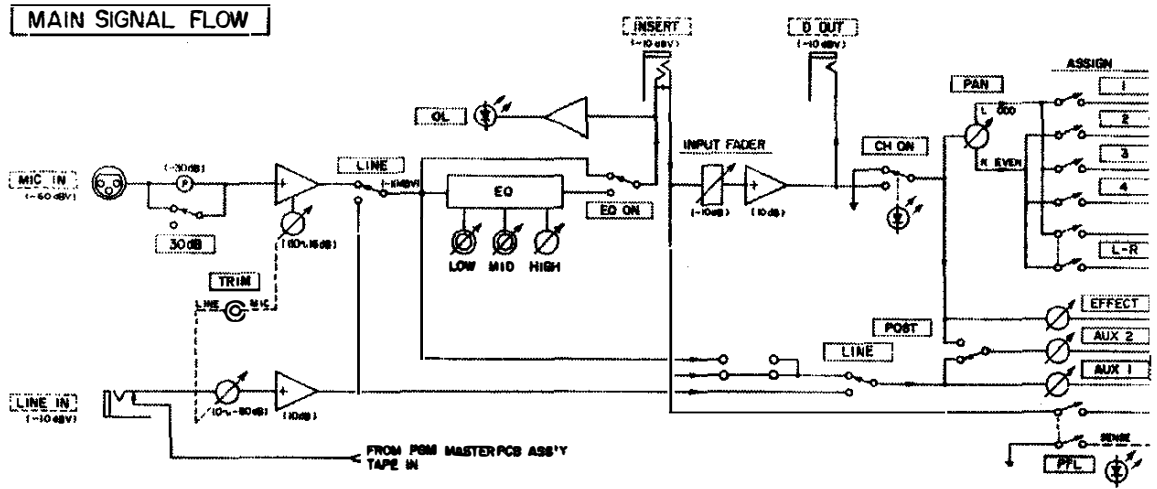 MAIN SIGNAL FLOW
INSERT
(-10dBV)
D OUT
(-10dBV)
ASSIGN
PAN
1
L ODD
OL
2
INPUT FADER
CH ON
3
R EVEN
MIC IN
(-60dBV)
(-30dB)
LINE
EQ
4
EQ ON
(-10dB)
(10dB)
30dB
LOW MID HIGH
L-R
TRIM
LINE MIC
EFFECT
POST
LINE
AUX 2
AUX 1
LINE IN
(-10dBV)
(10dB)
FROM PGM MASTER PCB ASS'Y
TAPE IN
SENSE
PFL